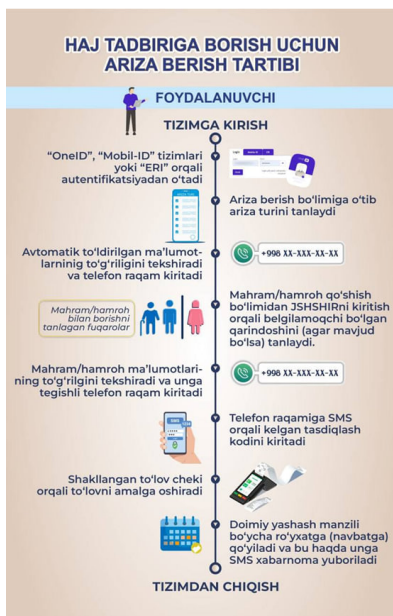 HAJ TADBIRIGA BORISH UCHUN
ARIZA BERISH TARTIBI
FOYDALANUVCHI
TIZIMGA KIRISH
“OneID”, “Mobil-ID” tizimlari
yoki “ERI” orqali
autentifikatsiyadan o‘tadi
Ariza berish bo‘limiga o‘tib
ariza turini tanlaydi
Avtomatik to‘ldirilgan ma’lumot-
larninig to‘g‘riligini tekshiradi
va telefon raqam kiritadi
+998 XX-XXX-XX-XX
Mahram/hamroh
bilan borishni
tanlagan fuqarolar
Mahram/hamroh qo‘shish
bo‘limidan JSHSHIRni kiritish
orqali belgilamoqchi bo‘lgan
qarindoshini (agar mavjud
bo‘lsa) tanlaydi.
Mahram/hamroh ma’lumotlari-
ning to‘g‘rilgini tekshiradi va unga
tegishli telefon raqam kiritadi
+998 XX-XXX-XX-XX
Telefon raqamiga SMS
orqali kelgan tasdiqlash
kodini kiritadi
SMS
Shakllangan to‘lov cheki
orqali to‘lovni amalga oshiradi
Doimiy yashash manzili
bo‘ycha ro‘yxatga (navbatga)
qo‘yiladi va bu haqda unga
SMS xabarnoma yuboriladi
TIZIMDAN CHIQISH